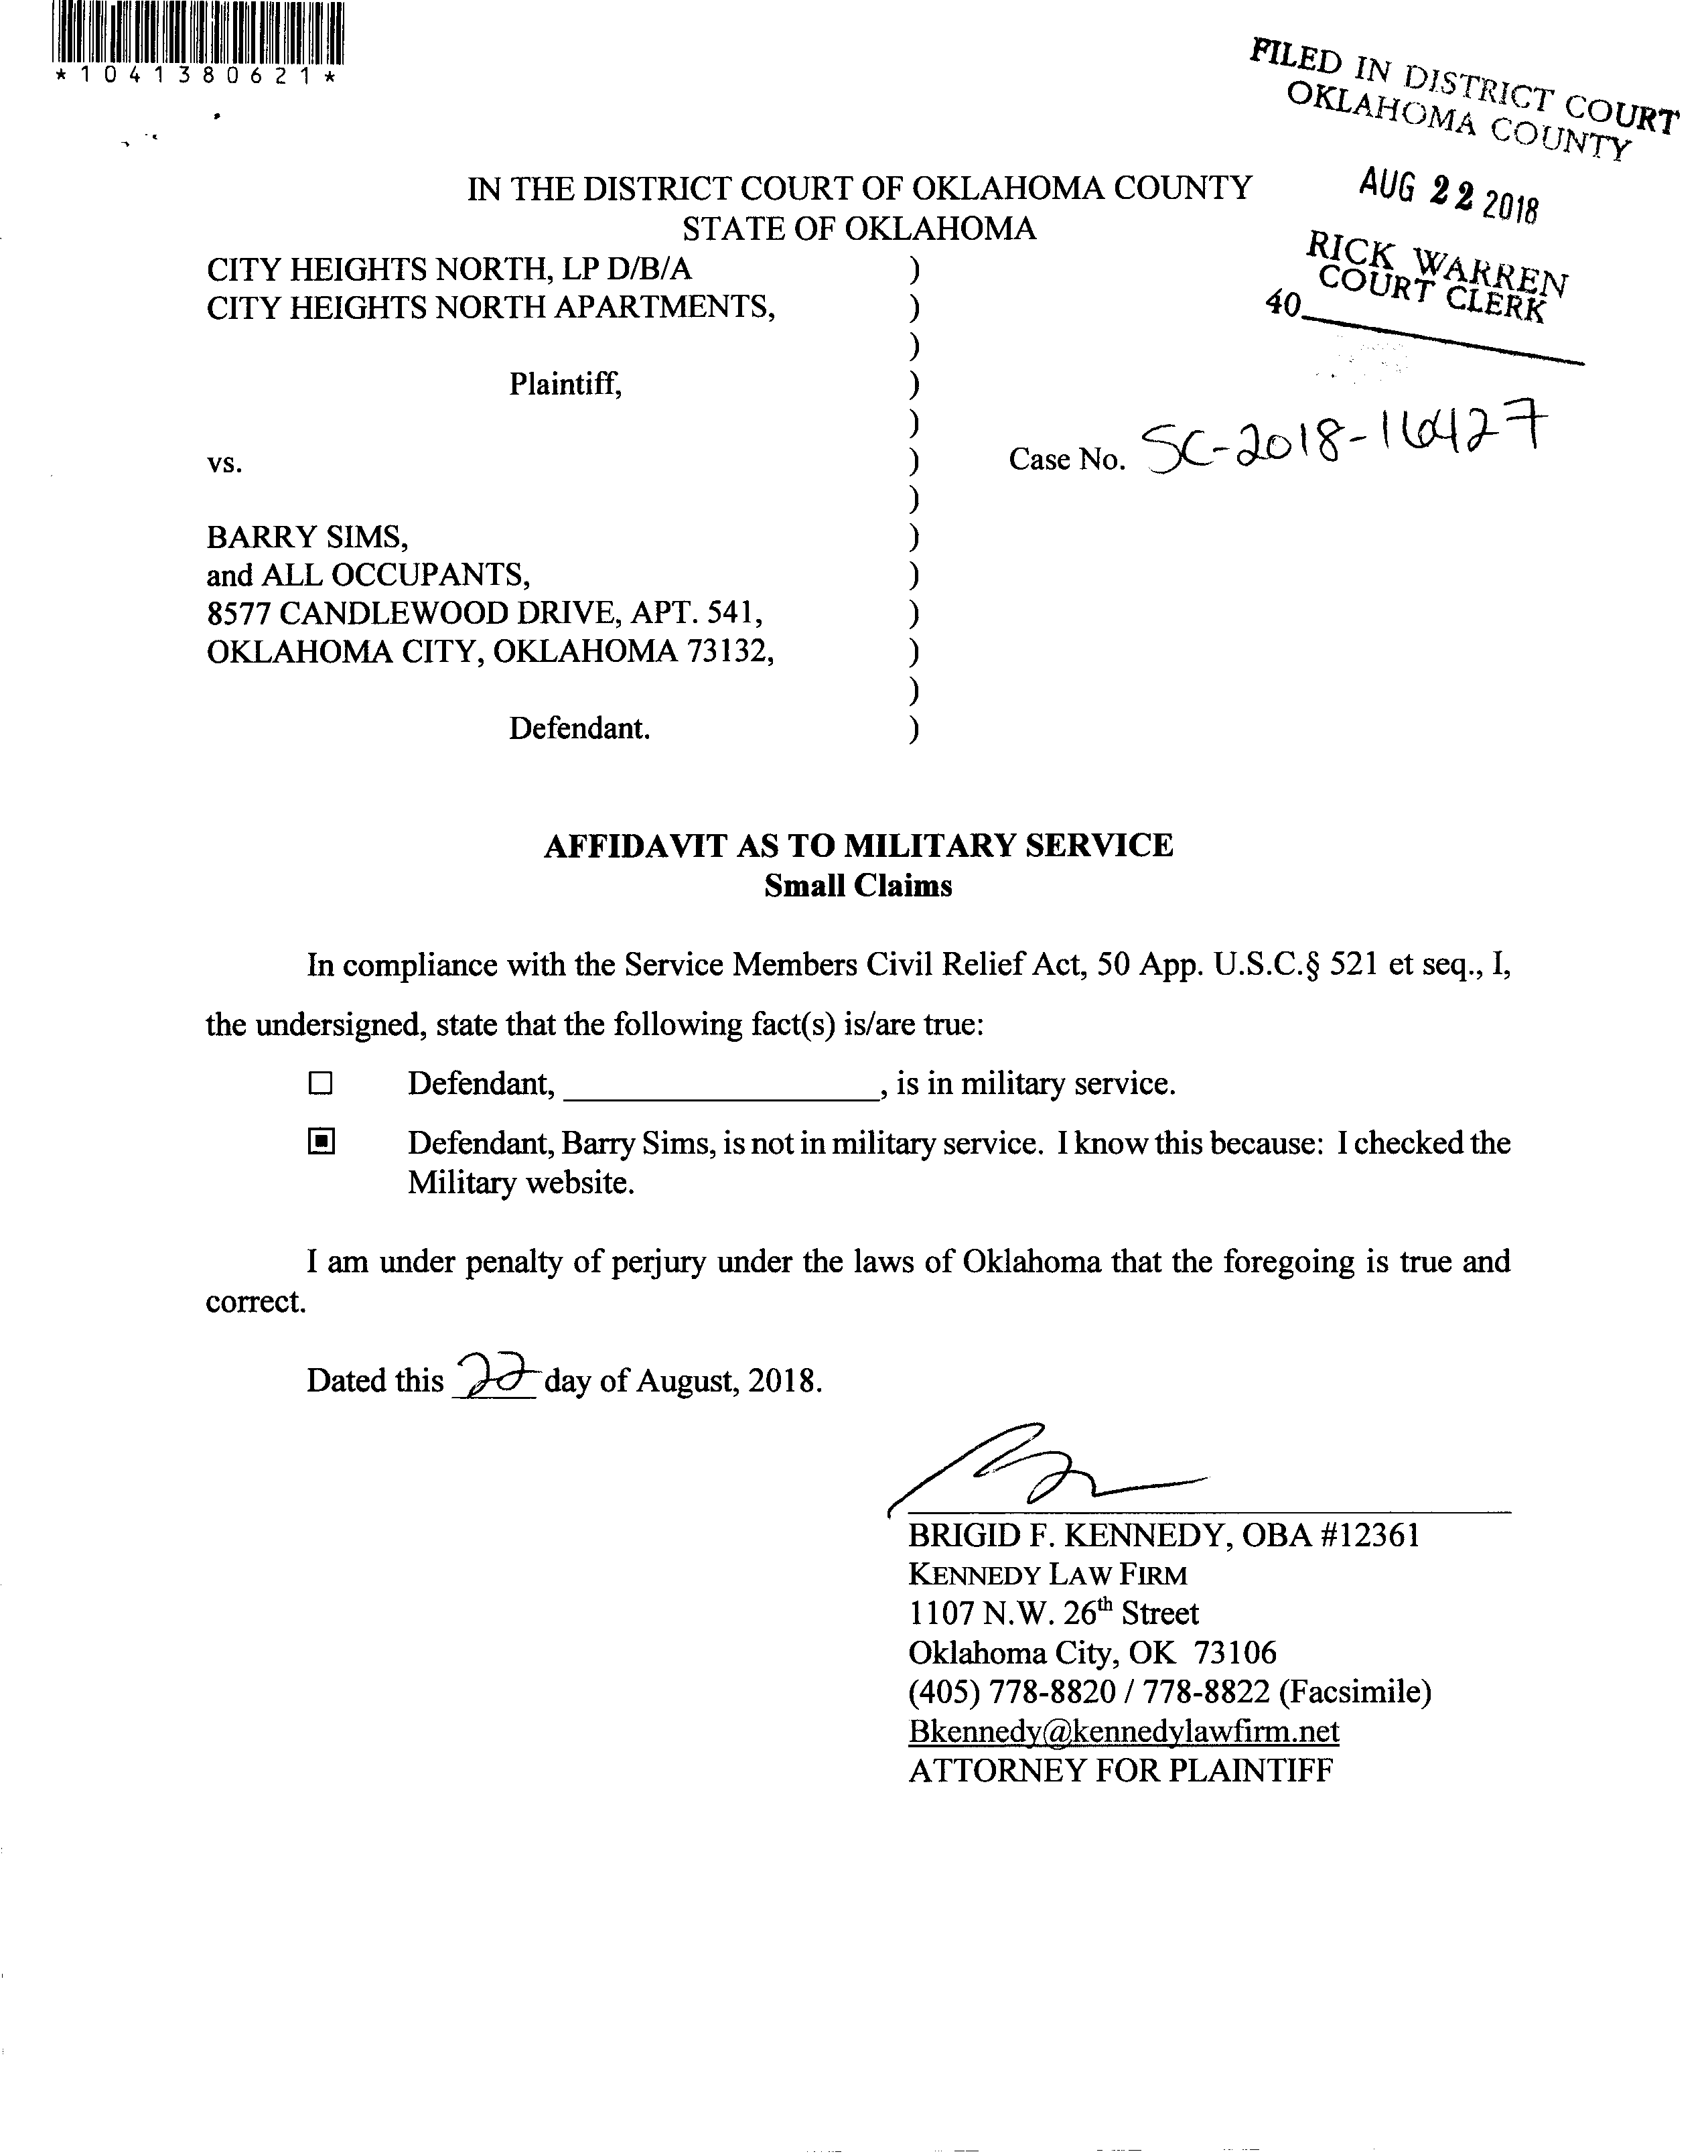 *1041380621*
FILED IN DISTRICT COURT
OKLAHOMA COUNTY
AUG 22 2018
RICK WARREN
COURT CLERK
40
IN THE DISTRICT COURT OF OKLAHOMA COUNTY
STATE OF OKLAHOMA
CITY HEIGHTS NORTH, LP D/B/A )
CITY HEIGHTS NORTH APARTMENTS, )
)
Plaintiff, )
)
vs. ) Case No. SC-2018-16427
)
BARRY SIMS, )
and ALL OCCUPANTS, )
8577 CANDLEWOOD DRIVE, APT. 541, )
OKLAHOMA CITY, OKLAHOMA 73132, )
)
Defendant. )
AFFIDAVIT AS TO MILITARY SERVICE
Small Claims
In compliance with the Service Members Civil Relief Act, 50 App. U.S.C.§ 521 et seq., I,
the undersigned, state that the following fact(s) is/are true:
☐ Defendant, ____________________, is in military service.
▣ Defendant, Barry Sims, is not in military service. I know this because: I checked the
Military website.
I am under penalty of perjury under the laws of Oklahoma that the foregoing is true and
correct.
Dated this 22 day of August, 2018.
BRIGID F. KENNEDY, OBA #12361
KENNEDY LAW FIRM
1107 N.W. 26th Street
Oklahoma City, OK 73106
(405) 778-8820 / 778-8822 (Facsimile)
Bkennedy@kennedylawfirm.net
ATTORNEY FOR PLAINTIFF